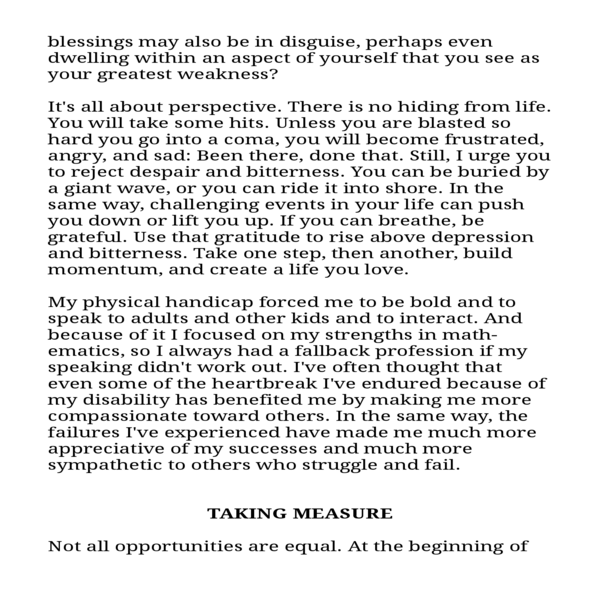 blessings may also be in disguise, perhaps even
dwelling within an aspect of yourself that you see as
your greatest weakness?
It's all about perspective. There is no hiding from life.
You will take some hits. Unless you are blasted so
hard you go into a coma, you will become frustrated,
angry, and sad: Been there, done that. Still, I urge you
to reject despair and bitterness. You can be buried by
a giant wave, or you can ride it into shore. In the
same way, challenging events in your life can push
you down or lift you up. If you can breathe, be
grateful. Use that gratitude to rise above depression
and bitterness. Take one step, then another, build
momentum, and create a life you love.
My physical handicap forced me to be bold and to
speak to adults and other kids and to interact. And
because of it I focused on my strengths in math-
ematics, so I always had a fallback profession if my
speaking didn't work out. I've often thought that
even some of the heartbreak I've endured because of
my disability has benefited me by making me more
compassionate toward others. In the same way, the
failures I've experienced have made me much more
appreciative of my successes and much more
sympathetic to others who struggle and fail.
TAKING MEASURE
Not all opportunities are equal. At the beginning of